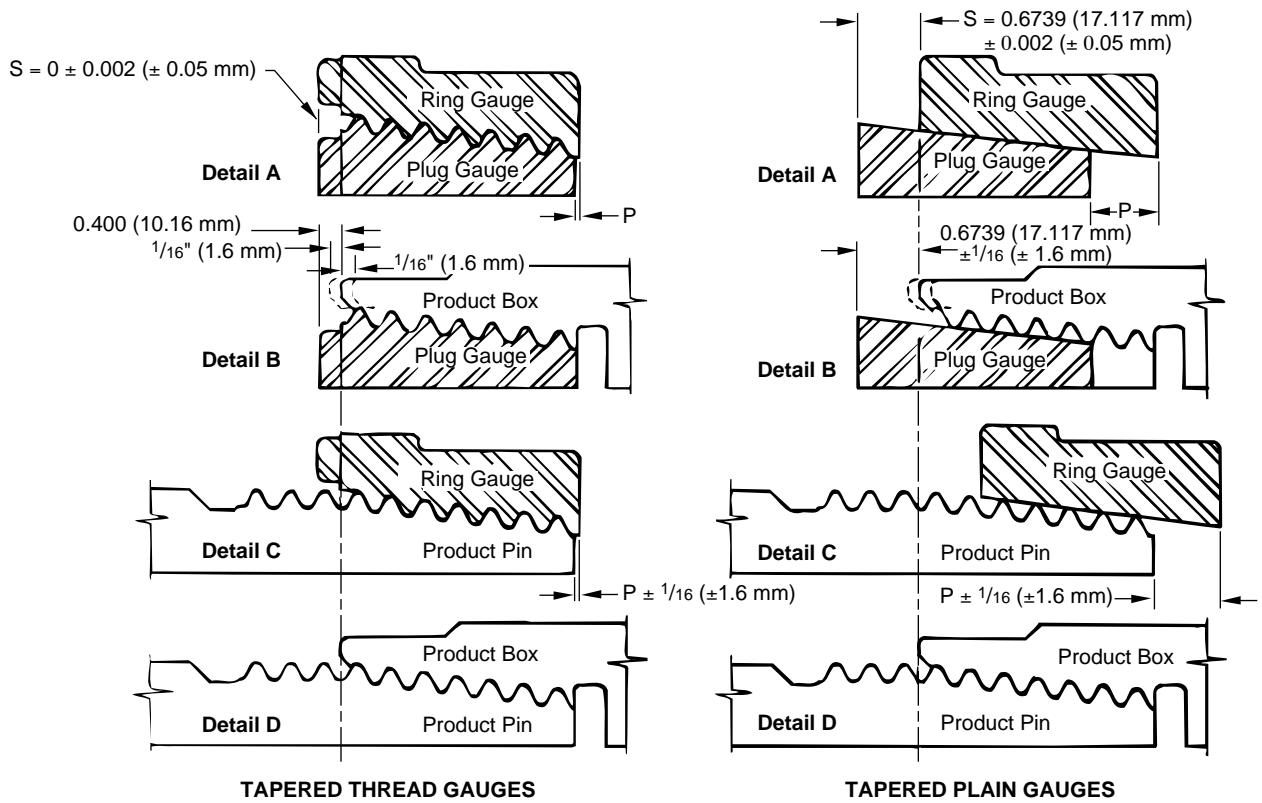 S = 0 ± 0.002 (± 0.05 mm)
Ring Gauge
Detail A
Plug Gauge
P
0.400 (10.16 mm)
1/16" (1.6 mm)
1/16" (1.6 mm)
Product Box
Detail B
Plug Gauge
Ring Gauge
Detail C
Product Pin
P ± 1/16 (±1.6 mm)
Product Box
Detail D
Product Pin
TAPERED THREAD GAUGES
S = 0.6739 (17.117 mm)
± 0.002 (± 0.05 mm)
Ring Gauge
Detail A
Plug Gauge
P
0.6739 (17.117 mm)
±1/16 (± 1.6 mm)
Product Box
Detail B
Plug Gauge
Ring Gauge
Detail C
Product Pin
P ± 1/16 (±1.6 mm)
Product Box
Detail D
Product Pin
TAPERED PLAIN GAUGES